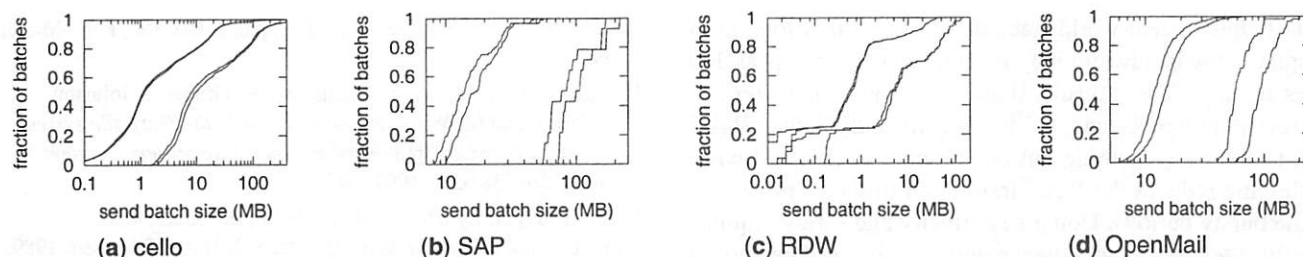 fraction of batches
1
0.8
0.6
0.4
0.2
0
0.1 1 10 100
send batch size (MB)
(a) cello
fraction of batches
1
0.8
0.6
0.4
0.2
0
10 100
send batch size (MB)
(b) SAP
fraction of batches
1
0.8
0.6
0.4
0.2
0
0.01 0.1 1 10 100
send batch size (MB)
(c) RDW
fraction of batches
1
0.8
0.6
0.4
0.2
0
10 100
send batch size (MB)
(d) OpenMail